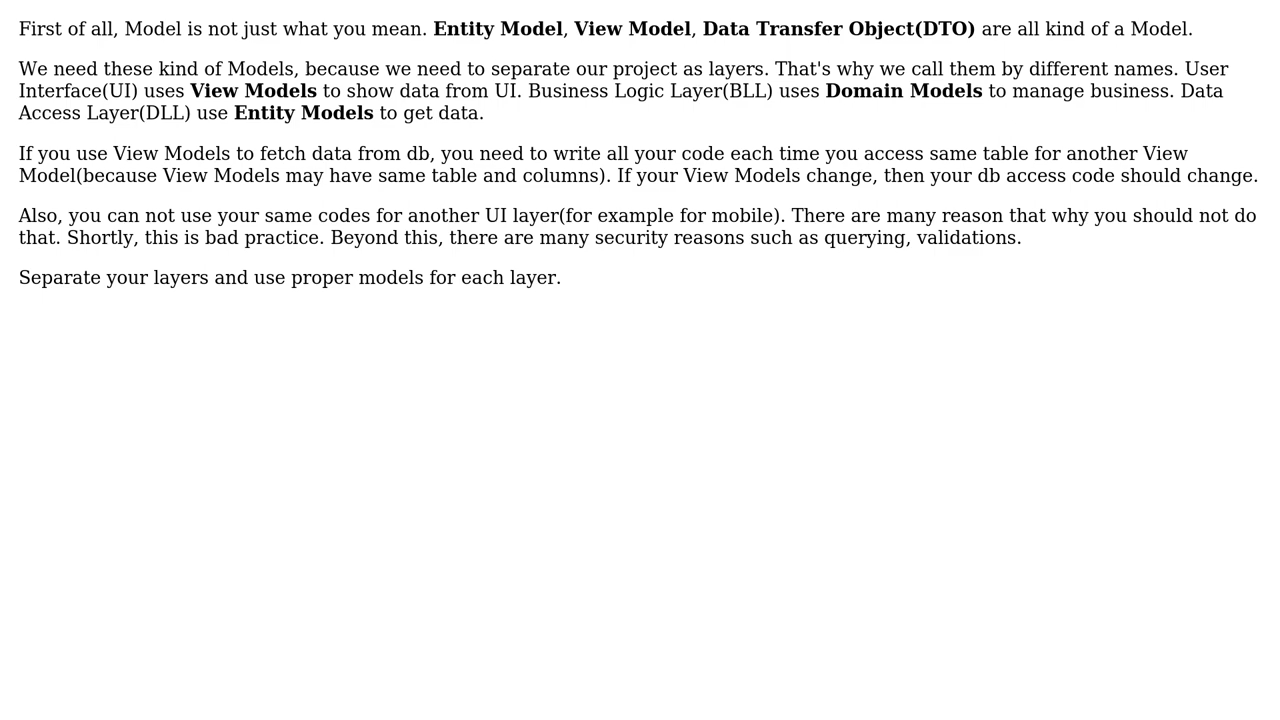 First of all, Model is not just what you mean. Entity Model, View Model, Data Transfer Object(DTO) are all kind of a Model.
We need these kind of Models, because we need to separate our project as layers. That's why we call them by different names. User
Interface(UI) uses View Models to show data from UI. Business Logic Layer(BLL) uses Domain Models to manage business. Data
Access Layer(DLL) use Entity Models to get data.
If you use View Models to fetch data from db, you need to write all your code each time you access same table for another View
Model(because View Models may have same table and columns). If your View Models change, then your db access code should change.
Also, you can not use your same codes for another UI layer(for example for mobile). There are many reason that why you should not do
that. Shortly, this is bad practice. Beyond this, there are many security reasons such as querying, validations.
Separate your layers and use proper models for each layer.